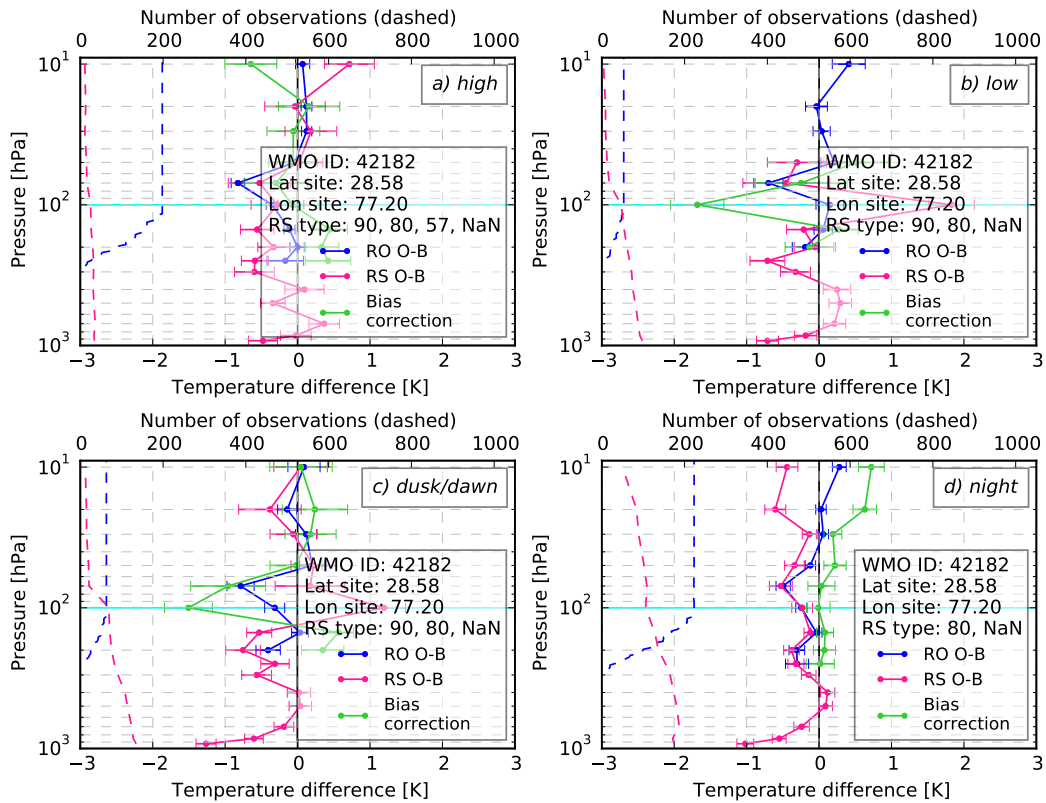 Number of observations (dashed)
0 200 400 600 800 1000
10¹
10²
10³
Pressure [hPa]
a) high
WMO ID: 42182
Lat site: 28.58
Lon site: 77.20
RS type: 90, 80, 57, NaN
RO O-B
RS O-B
Bias
correction
−3 −2 −1 0 1 2 3
Temperature difference [K]
Number of observations (dashed)
0 200 400 600 800 1000
10¹
10²
10³
Pressure [hPa]
b) low
WMO ID: 42182
Lat site: 28.58
Lon site: 77.20
RS type: 90, 80, NaN
RO O-B
RS O-B
Bias
correction
−3 −2 −1 0 1 2 3
Temperature difference [K]
Number of observations (dashed)
0 200 400 600 800 1000
10¹
10²
10³
Pressure [hPa]
c) dusk/dawn
WMO ID: 42182
Lat site: 28.58
Lon site: 77.20
RS type: 90, 80, NaN
RO O-B
RS O-B
Bias
correction
−3 −2 −1 0 1 2 3
Temperature difference [K]
Number of observations (dashed)
0 200 400 600 800 1000
10¹
10²
10³
Pressure [hPa]
d) night
WMO ID: 42182
Lat site: 28.58
Lon site: 77.20
RS type: 80, NaN
RO O-B
RS O-B
Bias
correction
−3 −2 −1 0 1 2 3
Temperature difference [K]